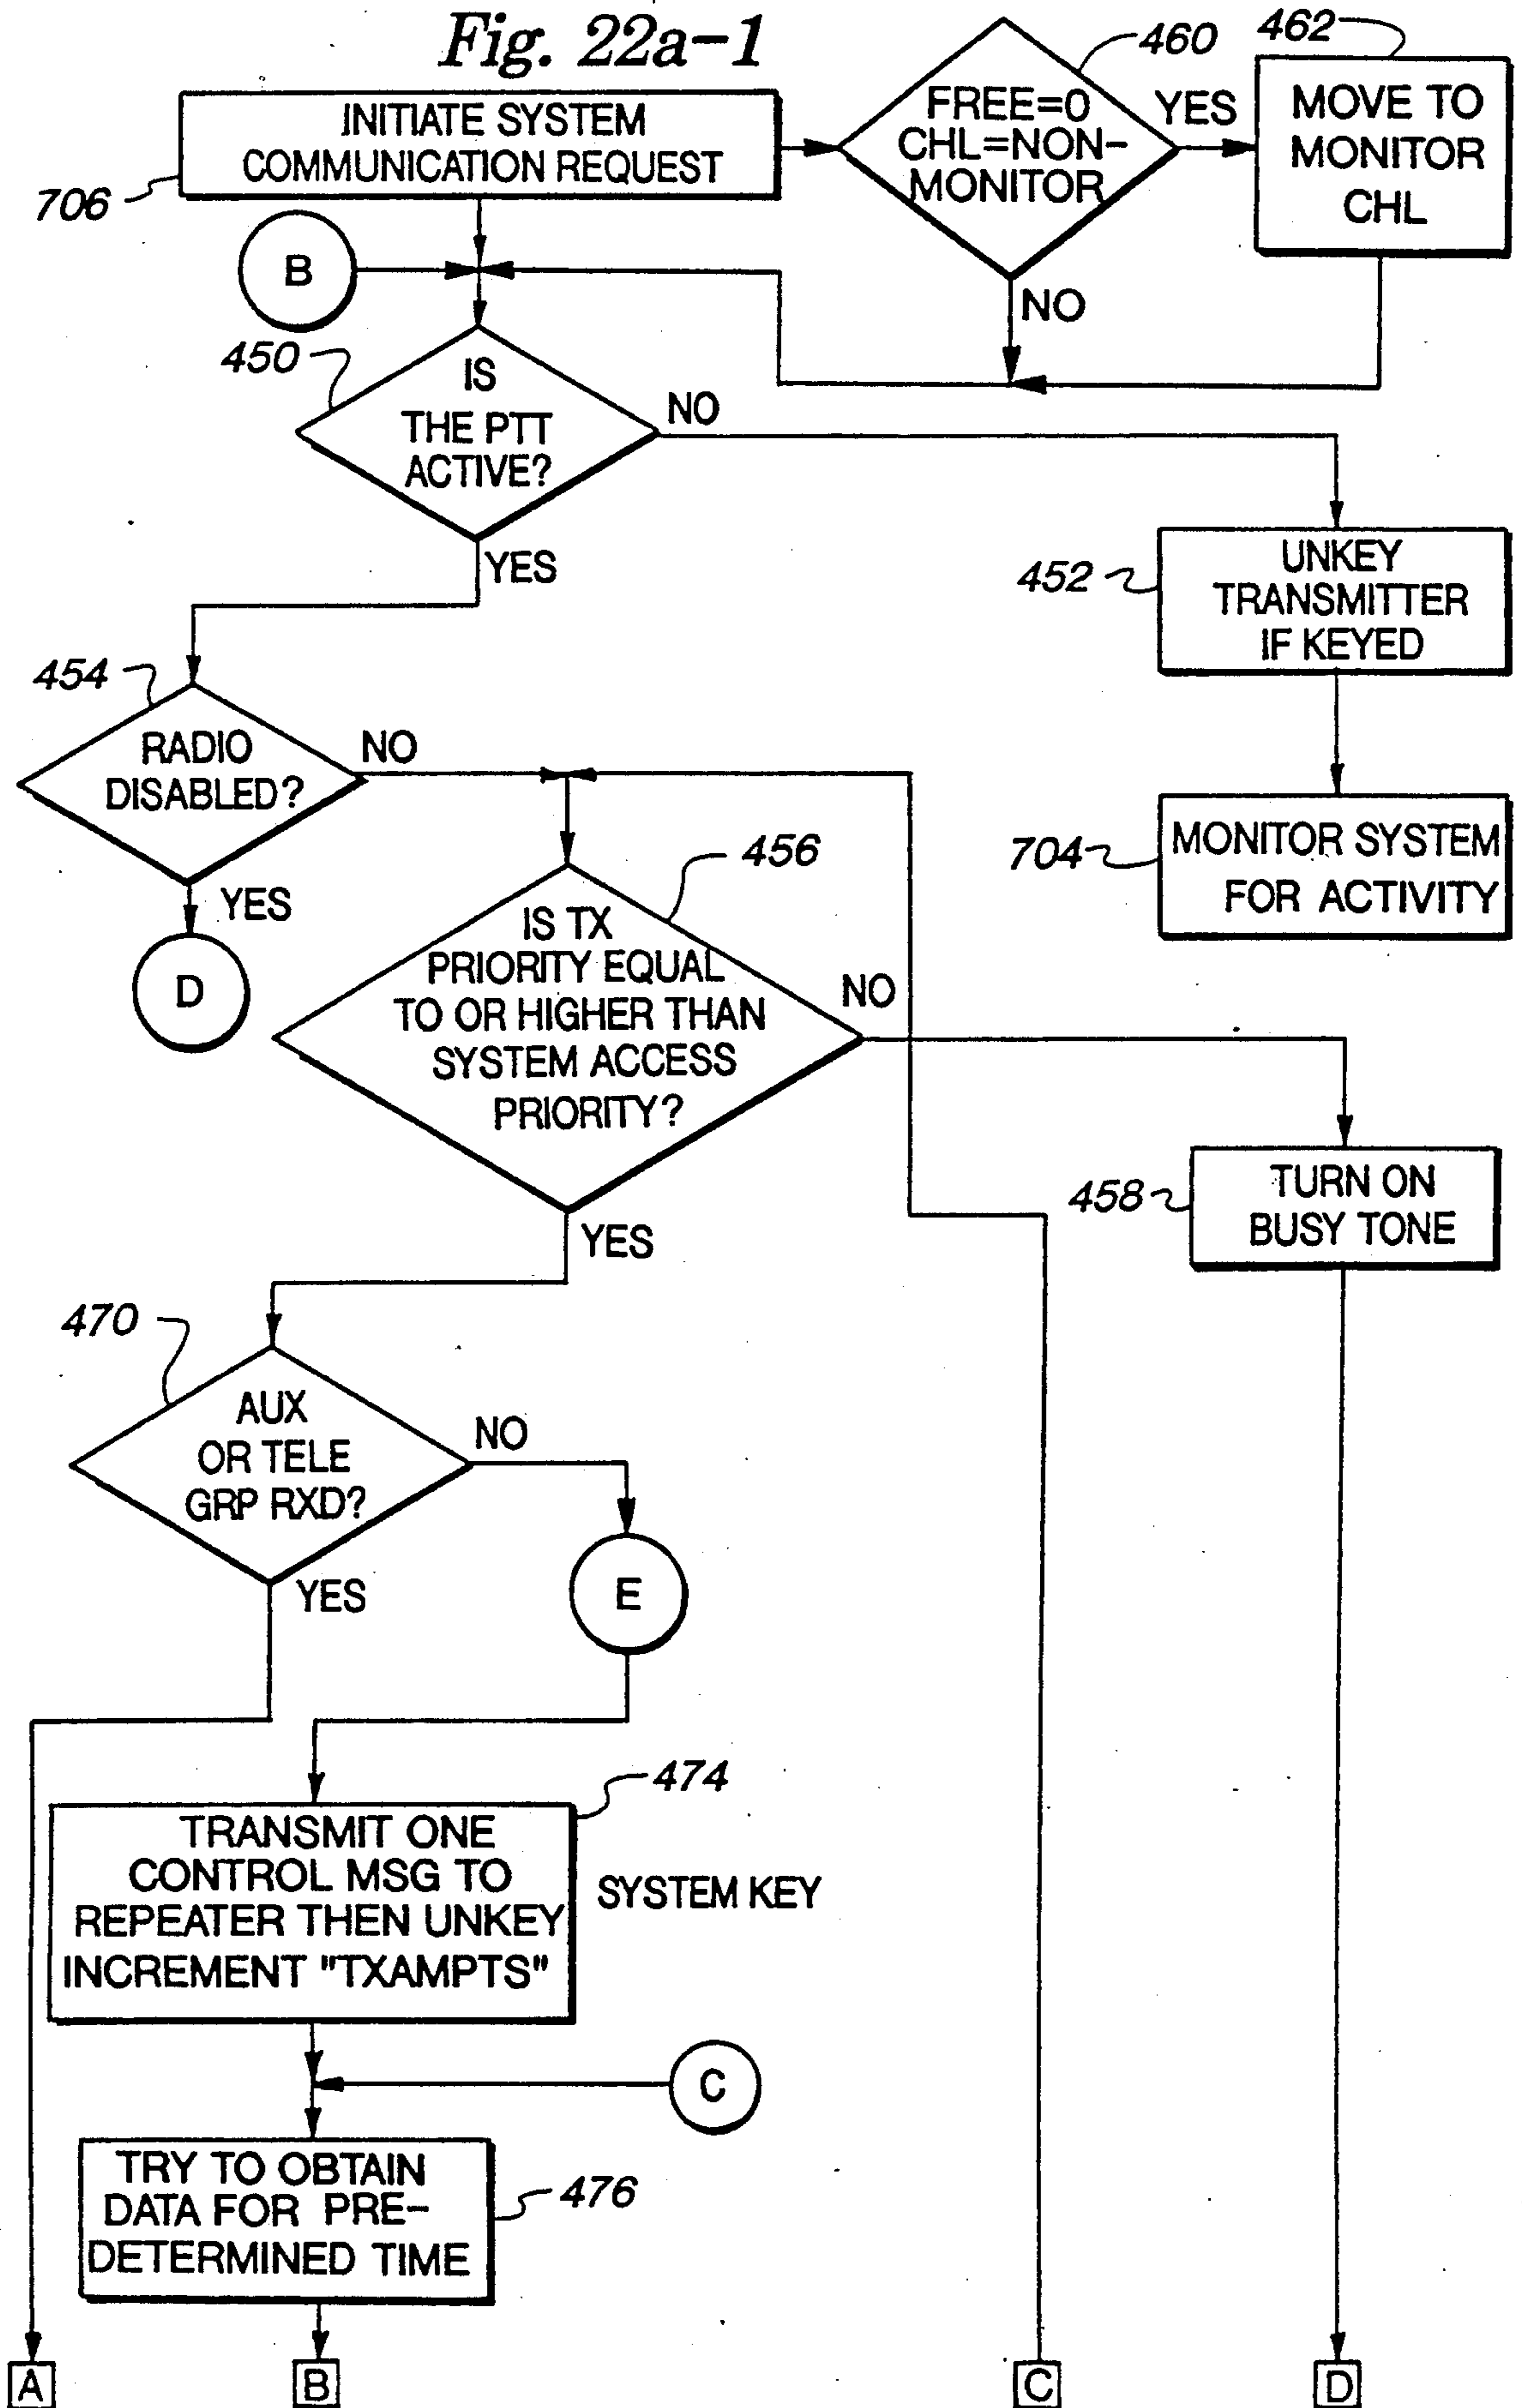 Fig. 22a-1
INITIATE SYSTEM
COMMUNICATION REQUEST
706
460
FREE=0
CHL=NON-
MONITOR
YES
NO
462
MOVE TO
MONITOR
CHL
B
450
IS
THE PTT
ACTIVE?
NO
YES
452
UNKEY
TRANSMITTER
IF KEYED
704
MONITOR SYSTEM
FOR ACTIVITY
454
RADIO
DISABLED?
NO
YES
D
456
IS TX
PRIORITY EQUAL
TO OR HIGHER THAN
SYSTEM ACCESS
PRIORITY?
NO
YES
458
TURN ON
BUSY TONE
470
AUX
OR TELE
GRP RXD?
NO
YES
E
474
TRANSMIT ONE
CONTROL MSG TO
REPEATER THEN UNKEY
INCREMENT "TXAMPTS"
SYSTEM KEY
C
TRY TO OBTAIN
DATA FOR PRE-
DETERMINED TIME
476
A
B
C
D